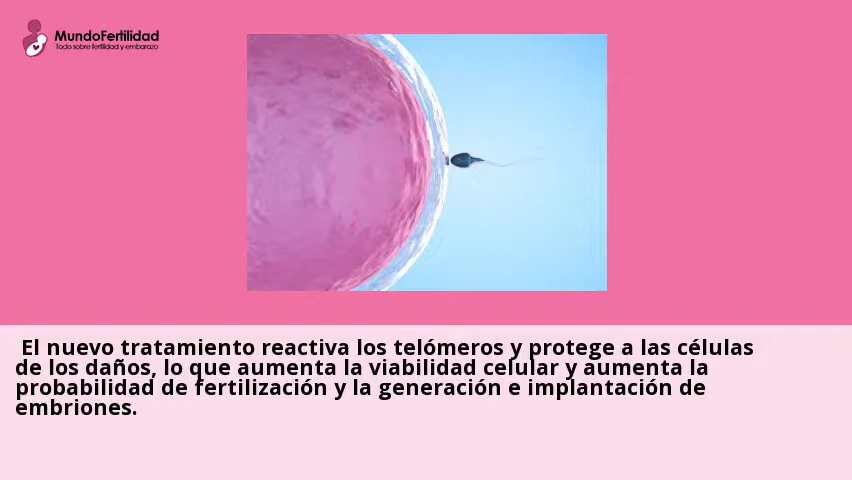 MundoFertilidad
Todo sobre fertilidad y embarazo
El nuevo tratamiento reactiva los telómeros y protege a las células
de los daños, lo que aumenta la viabilidad celular y aumenta la
probabilidad de fertilización y la generación e implantación de
embriones.